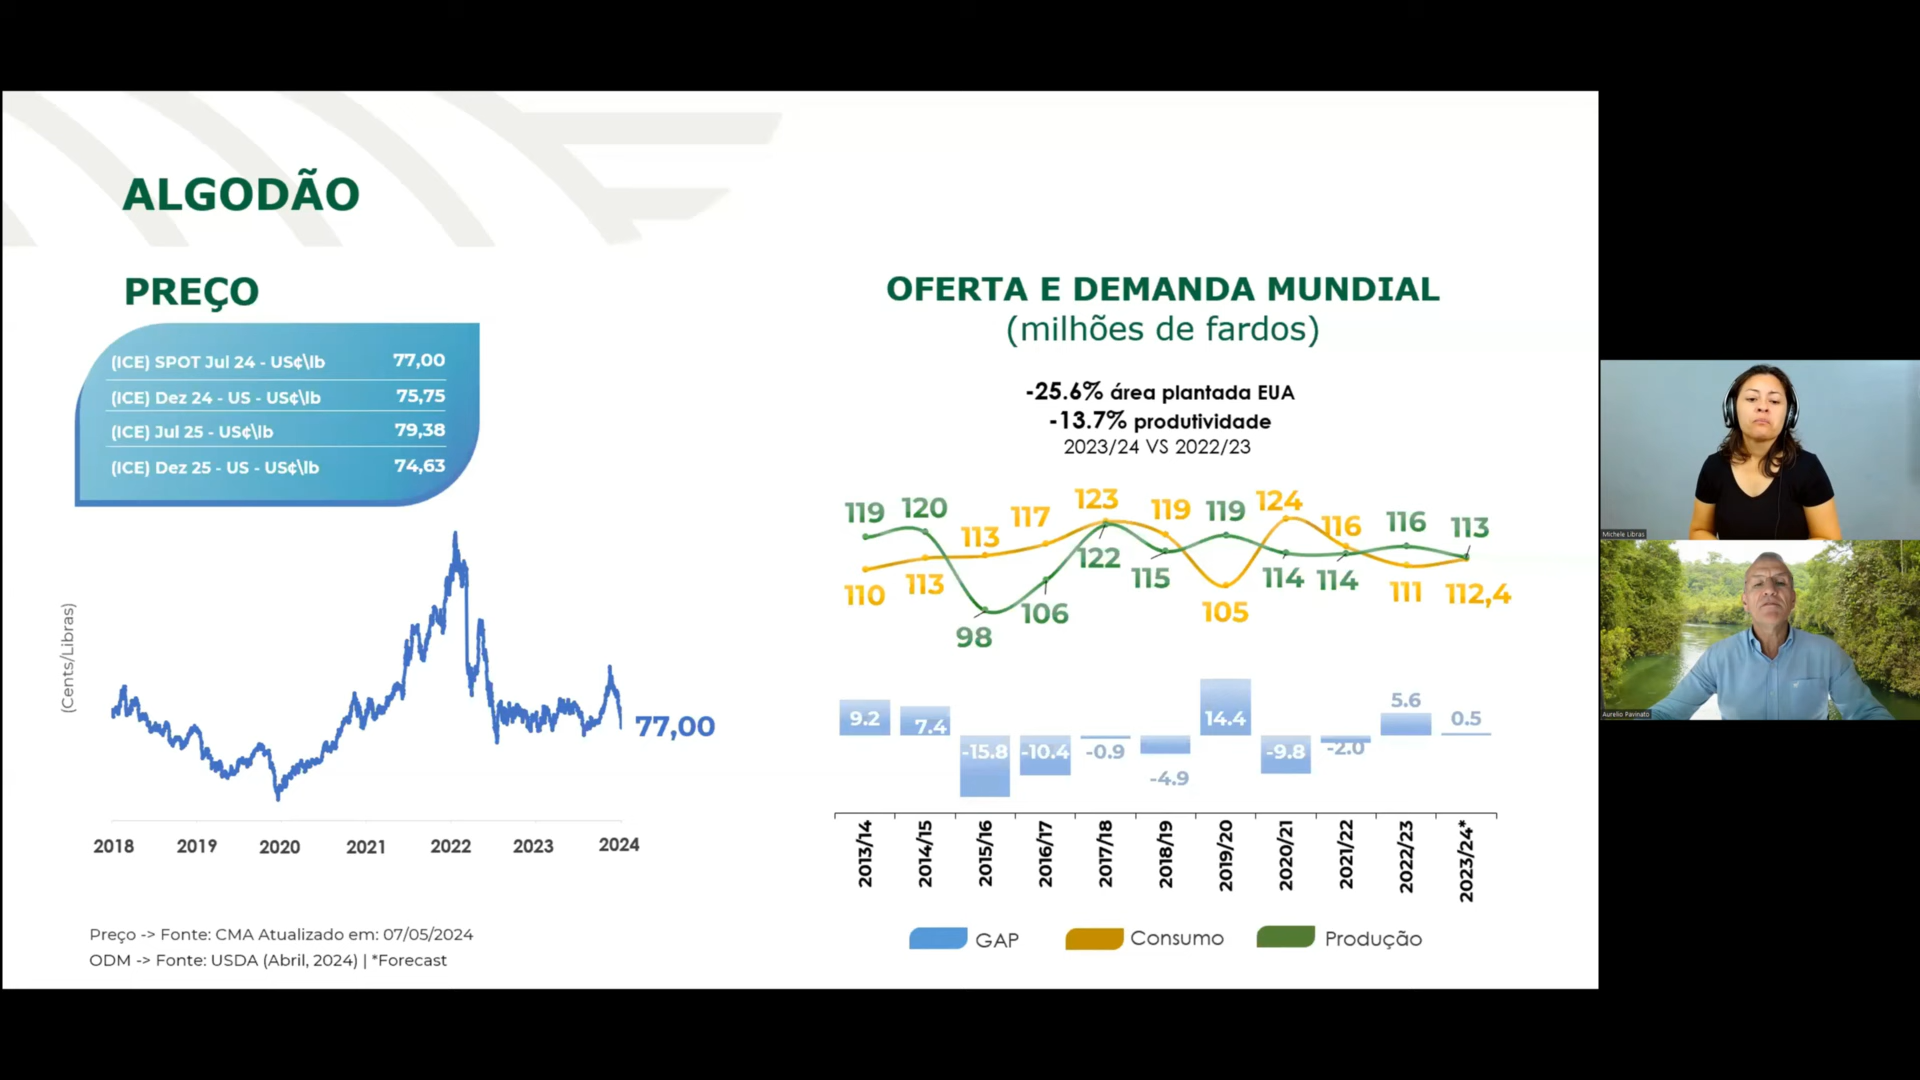 ALGODÃO
PREÇO
(ICE) SPOT Jul 24 - US¢\lb 77,00
(ICE) Dez 24 - US - US¢\lb 75,75
(ICE) Jul 25 - US¢\lb 79,38
(ICE) Dez 25 - US - US¢\lb 74,63
(Cents/Libras)
77,00
2018 2019 2020 2021 2022 2023 2024
Preço -> Fonte: CMA Atualizado em: 07/05/2024
ODM -> Fonte: USDA (Abril, 2024) | *Forecast
OFERTA E DEMANDA MUNDIAL
(milhões de fardos)
-25.6% área plantada EUA
-13.7% produtividade
2023/24 VS 2022/23
119 120 98 106 122 115 119 114 114 116 113
110 113 113 117 123 119 105 124 116 111 112,4
9.2 7.4 -15.8 -10.4 -0.9 -4.9 14.4 -9.8 -2.0 5.6 0.5
2013/14 2014/15 2015/16 2016/17 2017/18 2018/19 2019/20 2020/21 2021/22 2022/23 2023/24*
GAP Consumo Produção
Michele Libras
Aurelio Pavinato